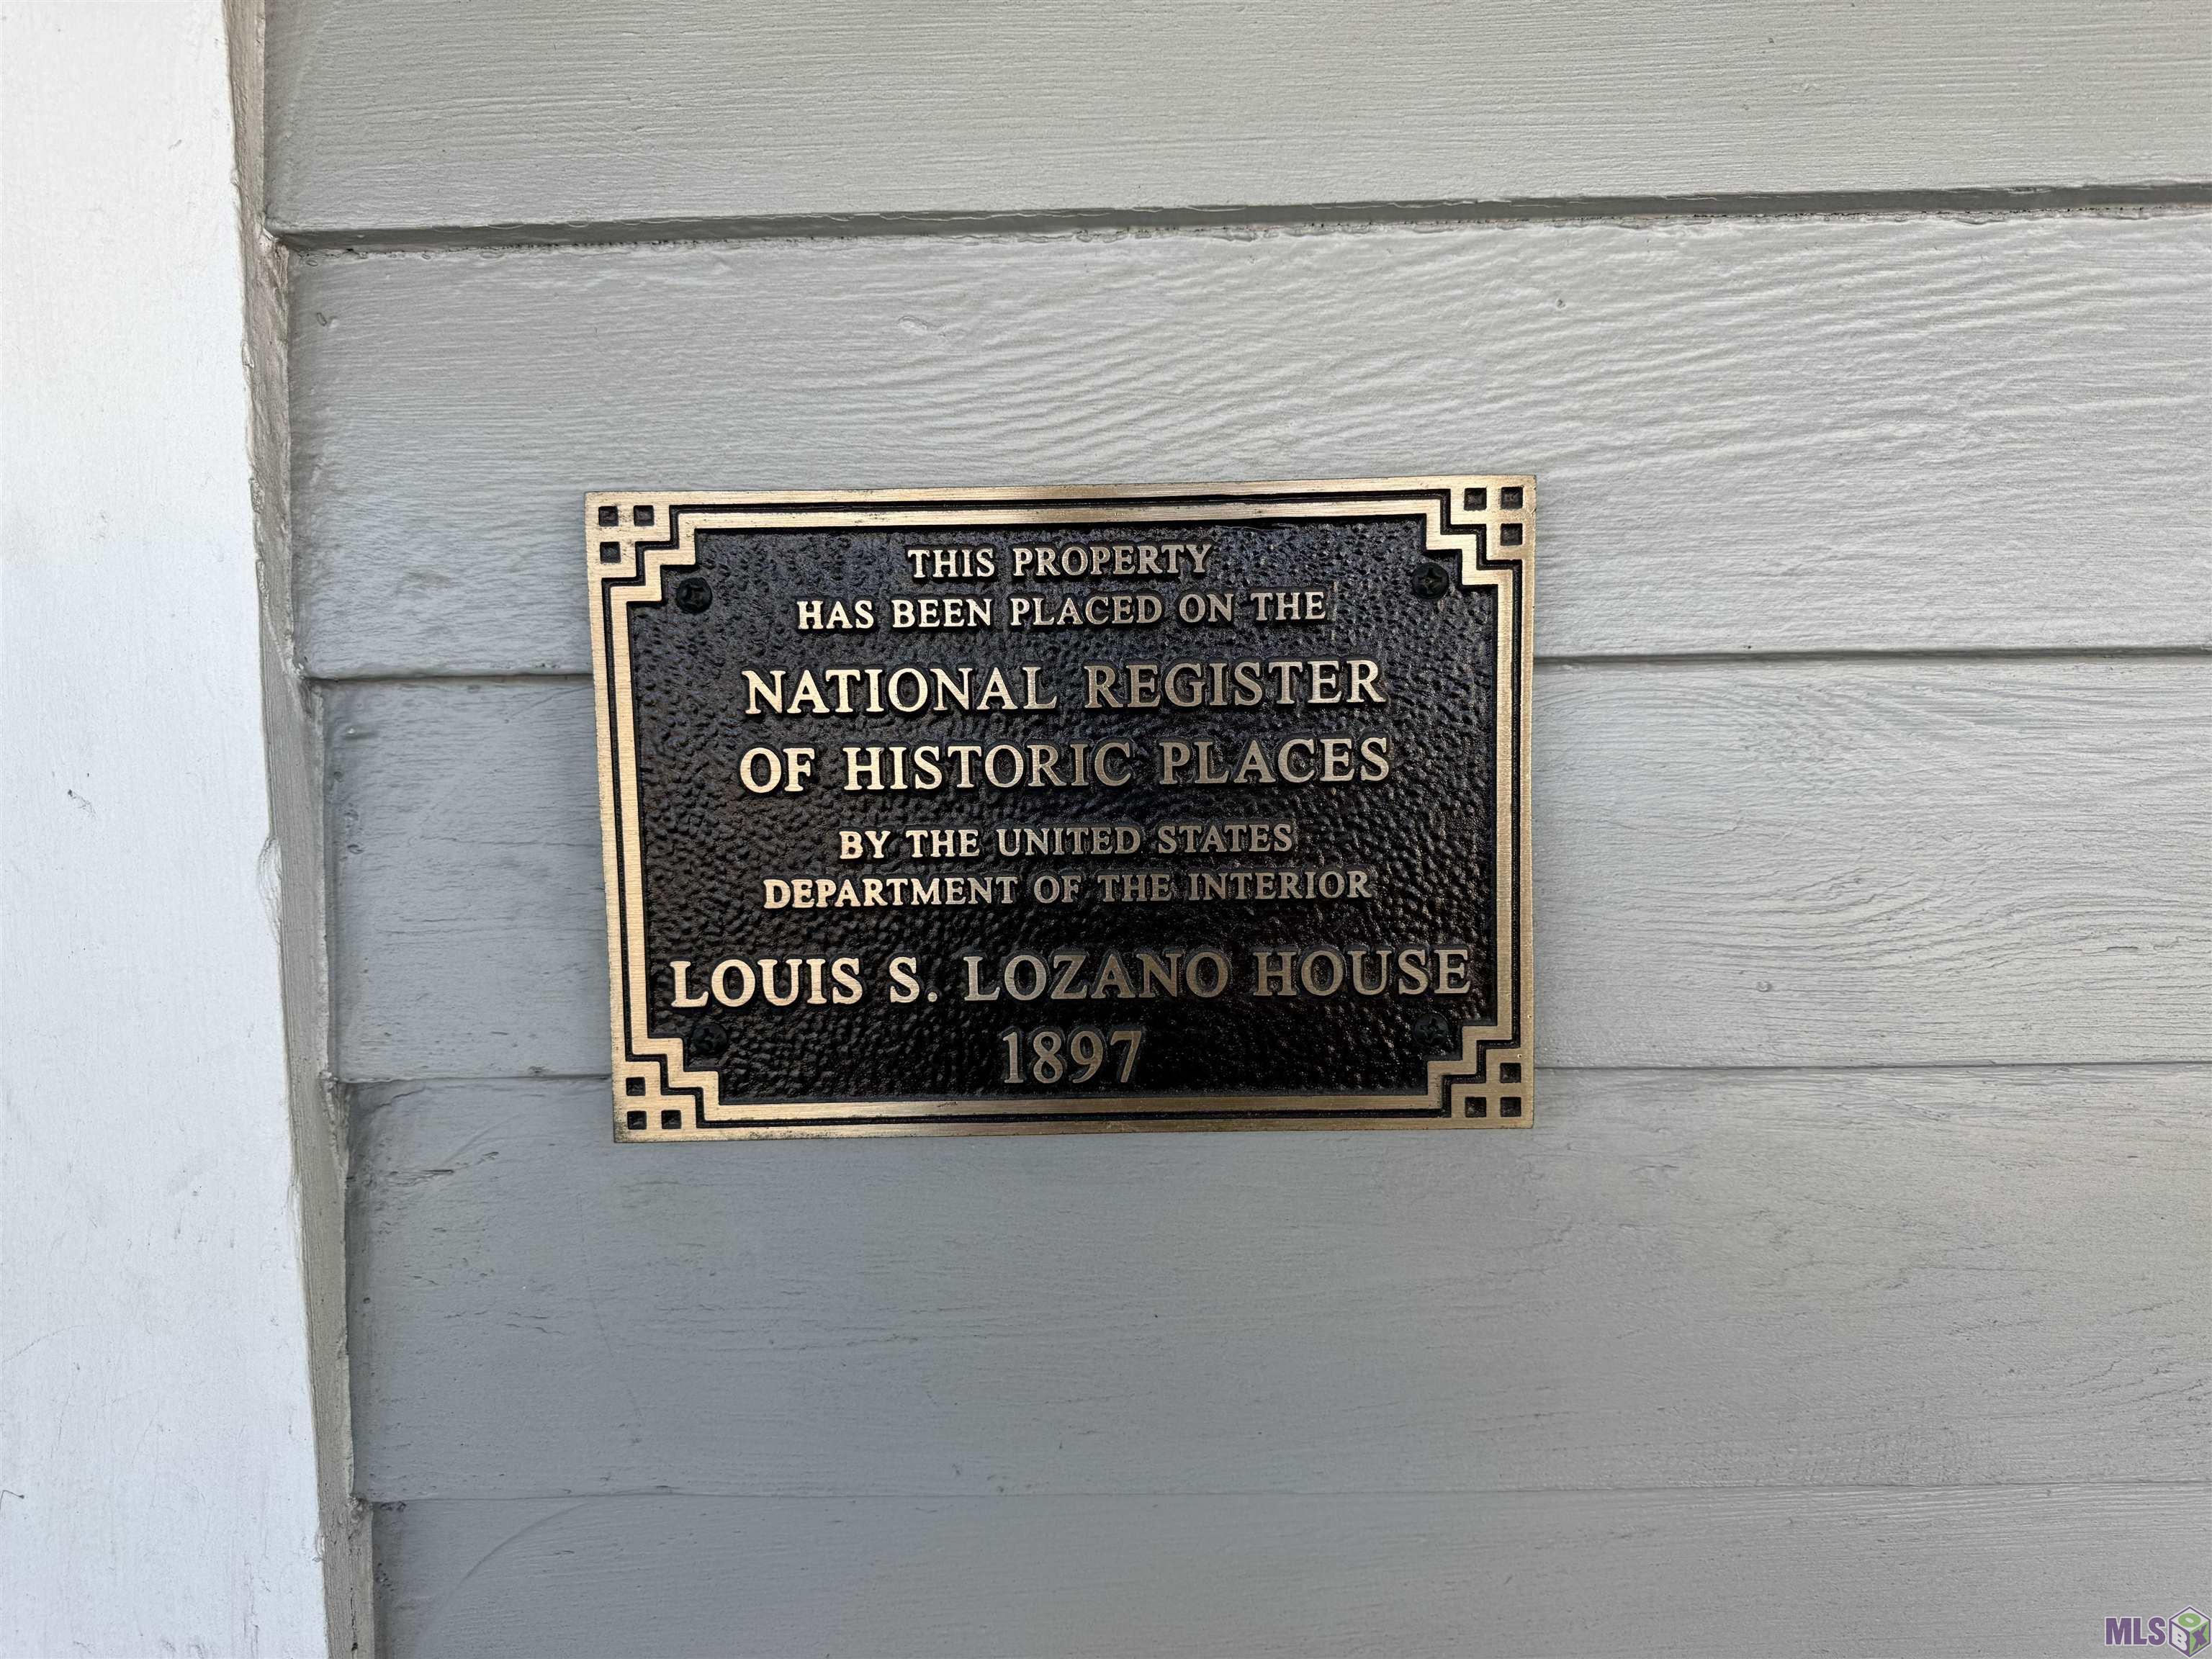 THIS PROPERTY
HAS BEEN PLACED ON THE
NATIONAL REGISTER
OF HISTORIC PLACES
BY THE UNITED STATES
DEPARTMENT OF THE INTERIOR
LOUIS S. LOZANO HOUSE
1897
MLS BOX